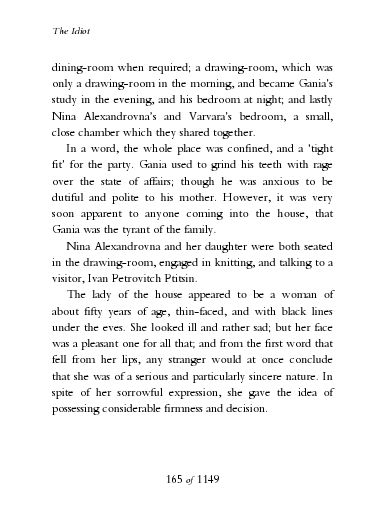 The Idiot
dining-room when required; a drawing-room, which was
only a drawing-room in the morning, and became Gania's
study in the evening, and his bedroom at night; and lastly
Nina Alexandrovna's and Varvara's bedroom, a small,
close chamber which they shared together.
In a word, the whole place was confined, and a 'tight
fit' for the party. Gania used to grind his teeth with rage
over the state of affairs; though he was anxious to be
dutiful and polite to his mother. However, it was very
soon apparent to anyone coming into the house, that
Gania was the tyrant of the family.
Nina Alexandrovna and her daughter were both seated
in the drawing-room, engaged in knitting, and talking to a
visitor, Ivan Petrovitch Ptitsin.
The lady of the house appeared to be a woman of
about fifty years of age, thin-faced, and with black lines
under the eves. She looked ill and rather sad; but her face
was a pleasant one for all that; and from the first word that
fell from her lips, any stranger would at once conclude
that she was of a serious and particularly sincere nature. In
spite of her sorrowful expression, she gave the idea of
possessing considerable firmness and decision.
165 of 1149